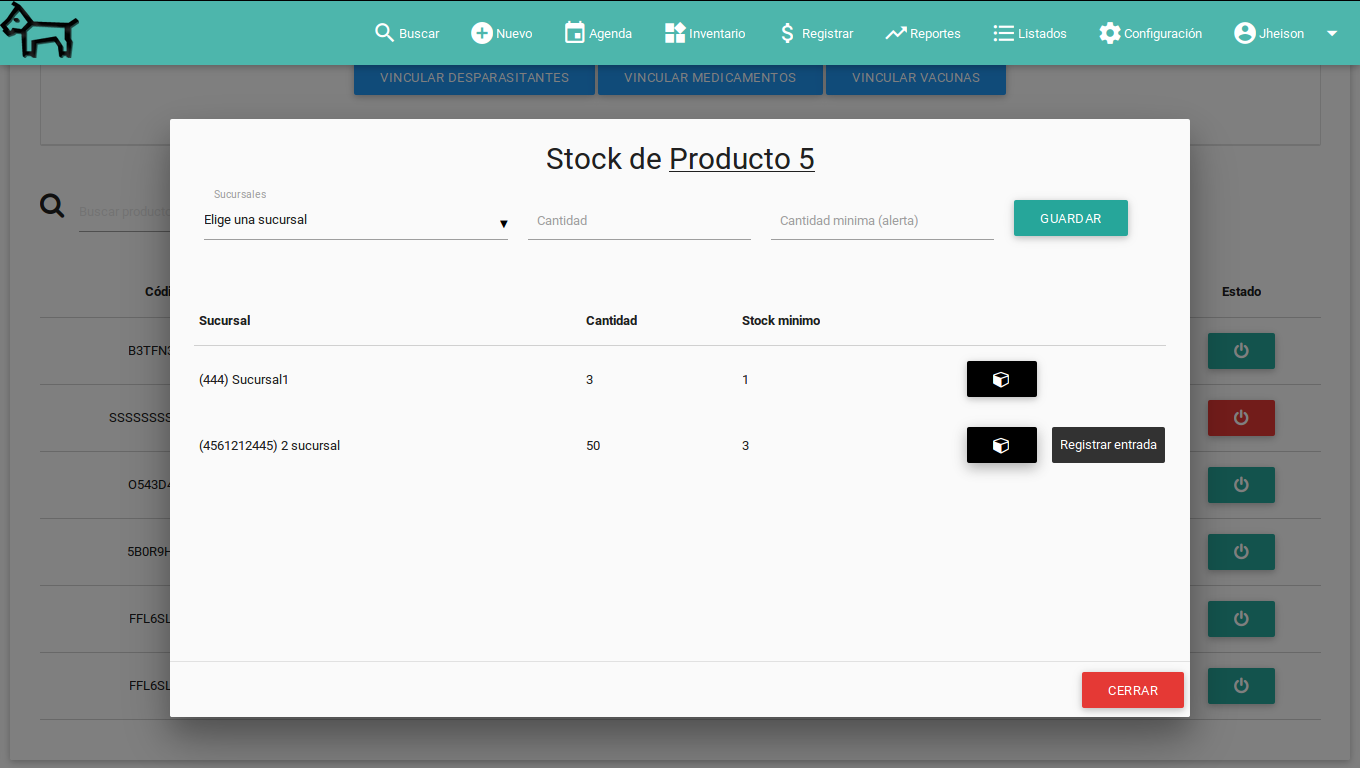 Buscar Nuevo Agenda Inventario Registrar Reportes Listados Configuración Jheison
VINCULAR DESPARASITANTES VINCULAR MEDICAMENTOS VINCULAR VACUNAS
Stock de Producto 5
Sucursales
Elige una sucursal Cantidad Cantidad minima (alerta) GUARDAR
Buscar producto
Códi Estado
Sucursal Cantidad Stock minimo
B3TFN3
(444) Sucursal1 3 1
SSSSSSSS
(4561212445) 2 sucursal 50 3 Registrar entrada
O543D4
5B0R9H
FFL6SL
FFL6SL
CERRAR